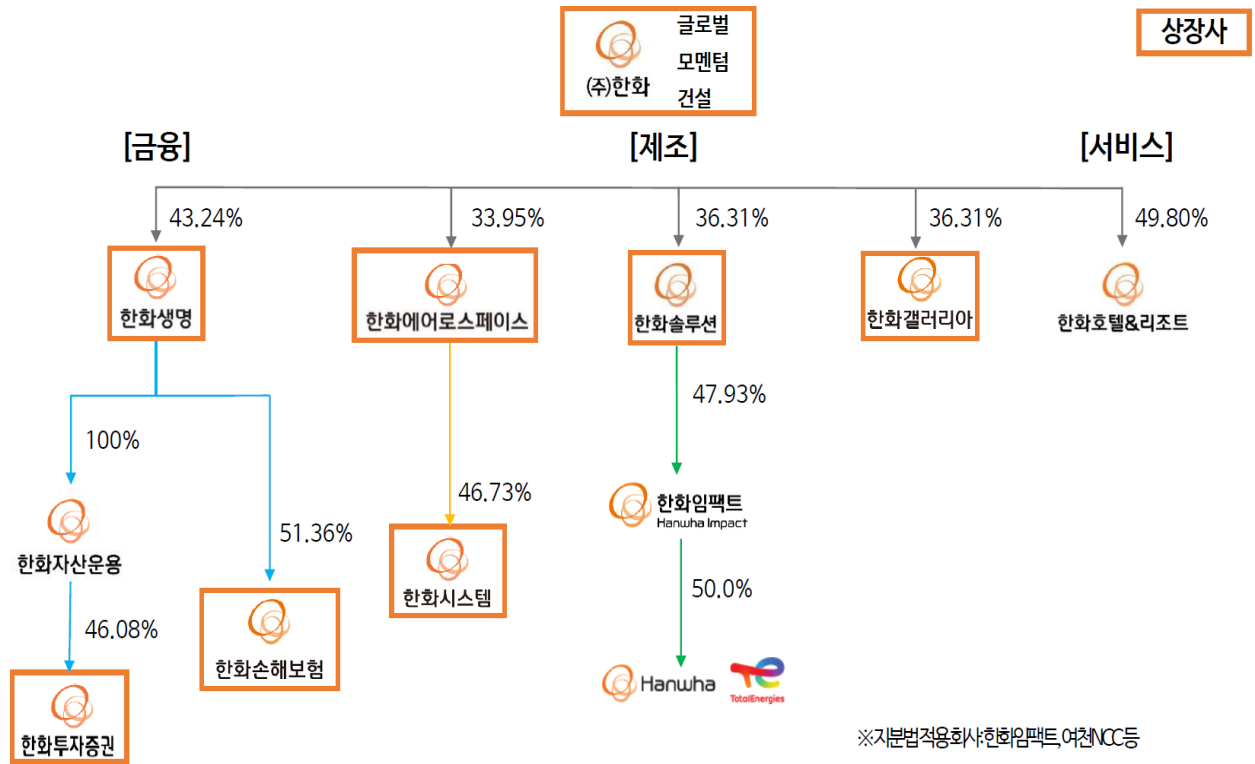 글로벌
모멘텀
건설
(주)한화
상장사
[금융]
[제조]
[서비스]
43.24%
33.95%
36.31%
36.31%
49.80%
한화생명
한화에어로스페이스
한화솔루션
한화갤러리아
한화호텔&리조트
47.93%
100%
46.73%
51.36%
한화임팩트
Hanwha Impact
한화자산운용
한화시스템
50.0%
46.08%
한화손해보험
Hanwha
TotalEnergies
한화투자증권
※지분법적용회사:한화임팩트,여천NCC등